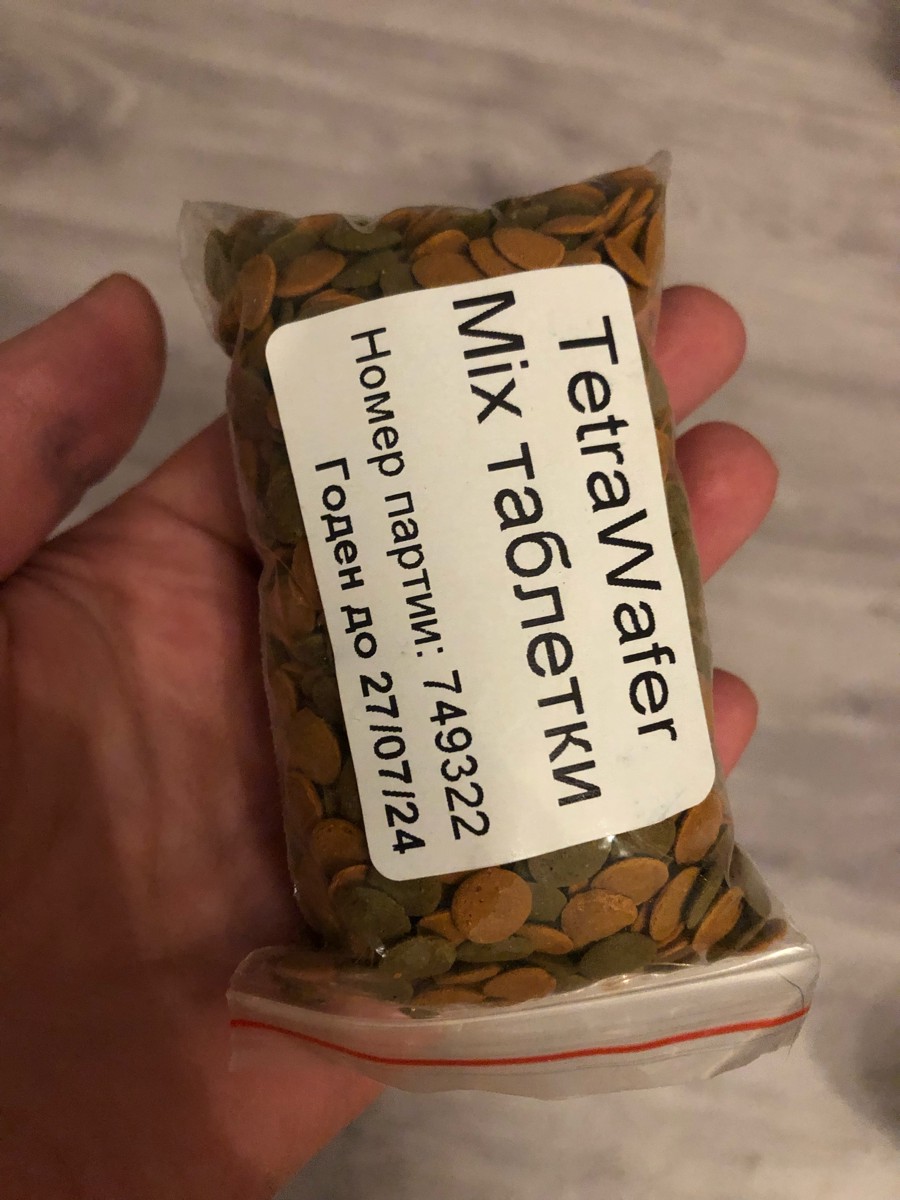 TetraWafer
Mix таблетки
Номер партии: 749322
Годен до 27/07/24